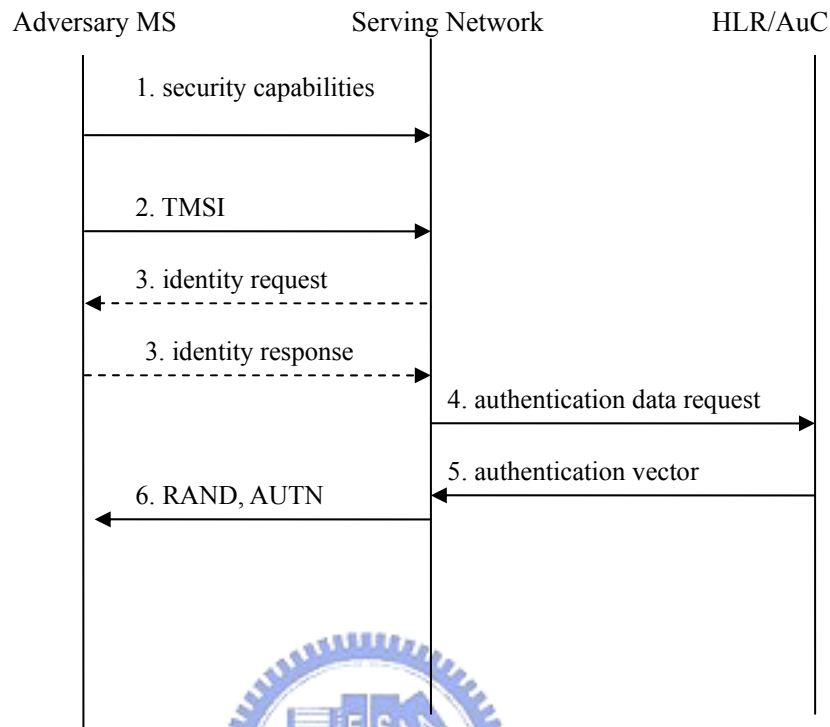 Adversary MS Serving Network HLR/AuC
1. security capabilities
2. TMSI
3. identity request
3. identity response
4. authentication data request
5. authentication vector
6. RAND, AUTN